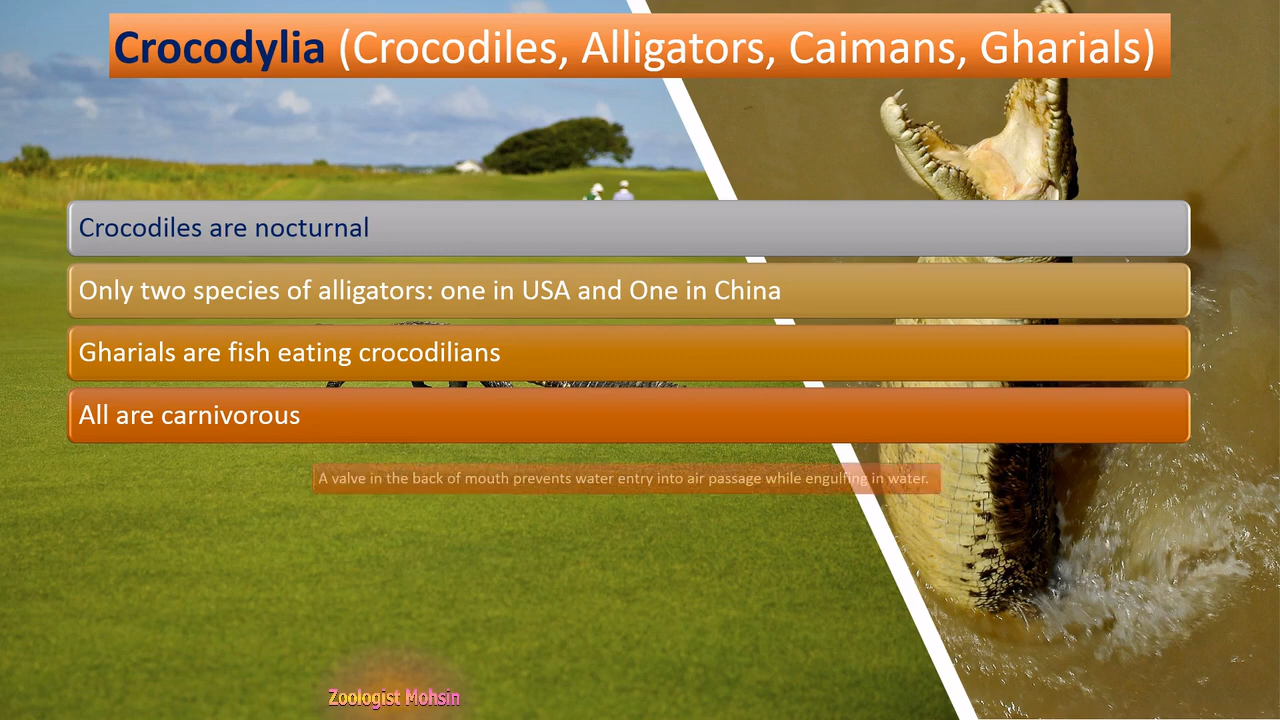 Crocodylia (Crocodiles, Alligators, Caimans, Gharials)
Crocodiles are nocturnal
Only two species of alligators: one in USA and One in China
Gharials are fish eating crocodilians
All are carnivorous
A valve in the back of mouth prevents water entry into air passage while engulfing in water.
Zoologist Mohsin